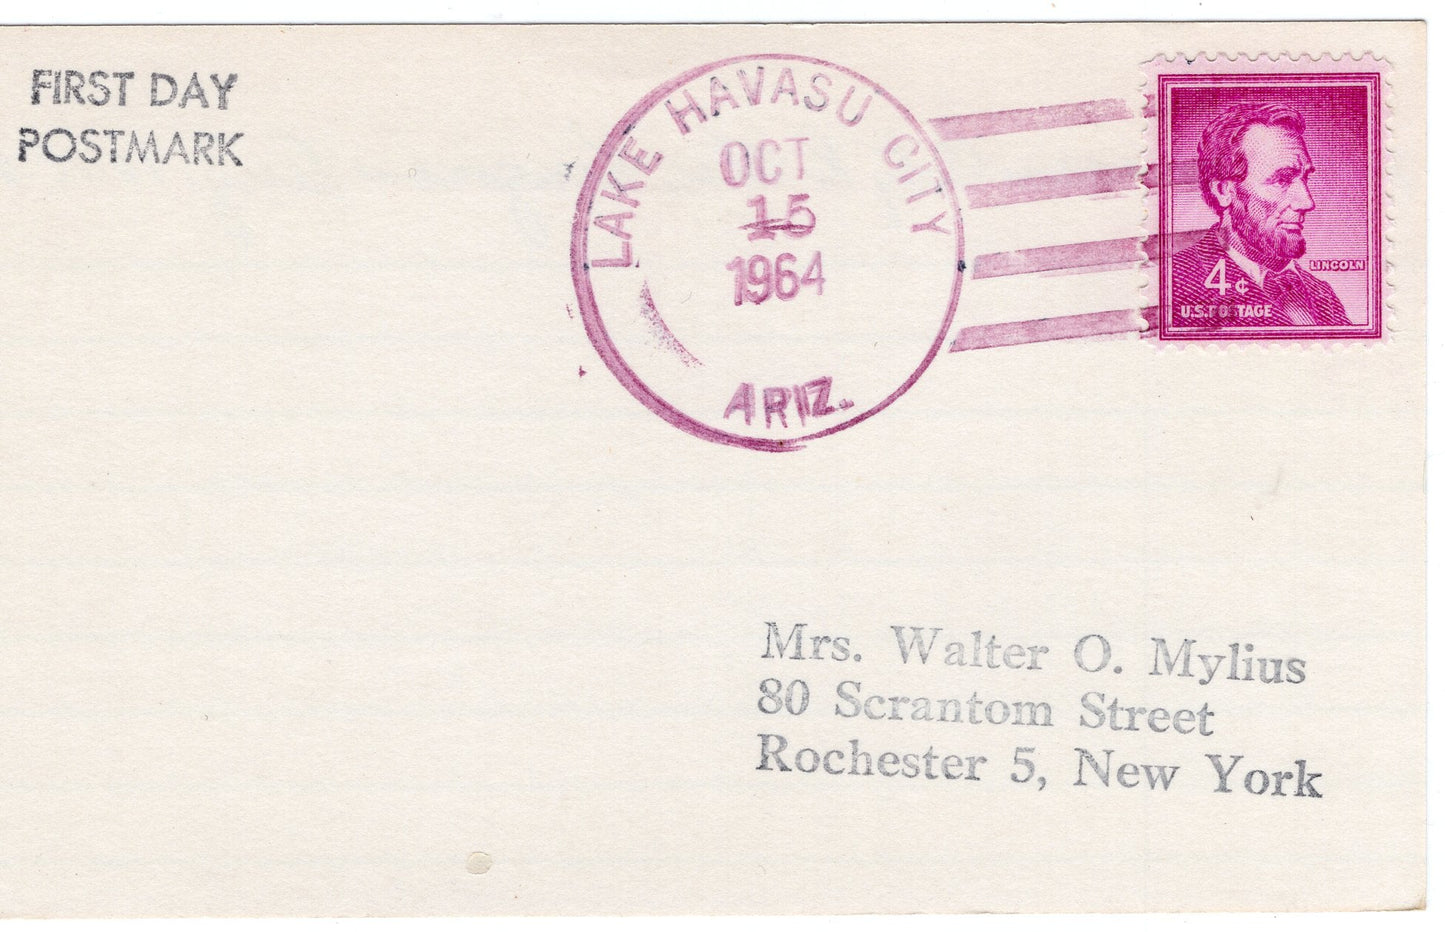 FIRST DAY
POSTMARK
LAKE HAVASU CITY
OCT
15
1964
ARIZ.
4¢
LINCOLN
U.S. POSTAGE
Mrs. Walter O. Mylius
80 Scrantom Street
Rochester 5, New York